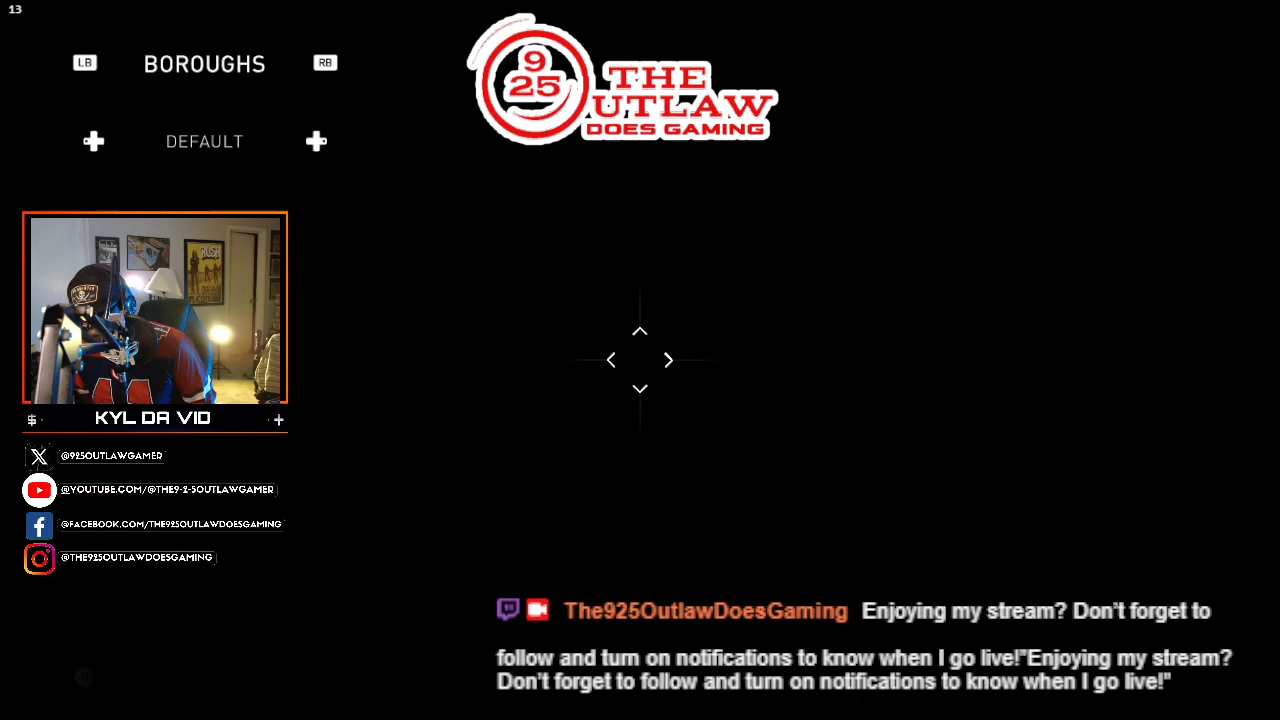 13
LB BOROUGHS RB
DEFAULT
9
25
THE
OUTLAW
DOES GAMING
RUSH
KYL DA VID
@925OUTLAWGAMER
@YOUTUBE.COM/@THE9-2-5OUTLAWGAMER
@FACEBOOK.COM/THE925OUTLAWDOESGAMING
@THE925OUTLAWDOESGAMING
The925OutlawDoesGaming Enjoying my stream? Don't forget to
follow and turn on notifications to know when I go live!"Enjoying my stream?
Don't forget to follow and turn on notifications to know when I go live!"